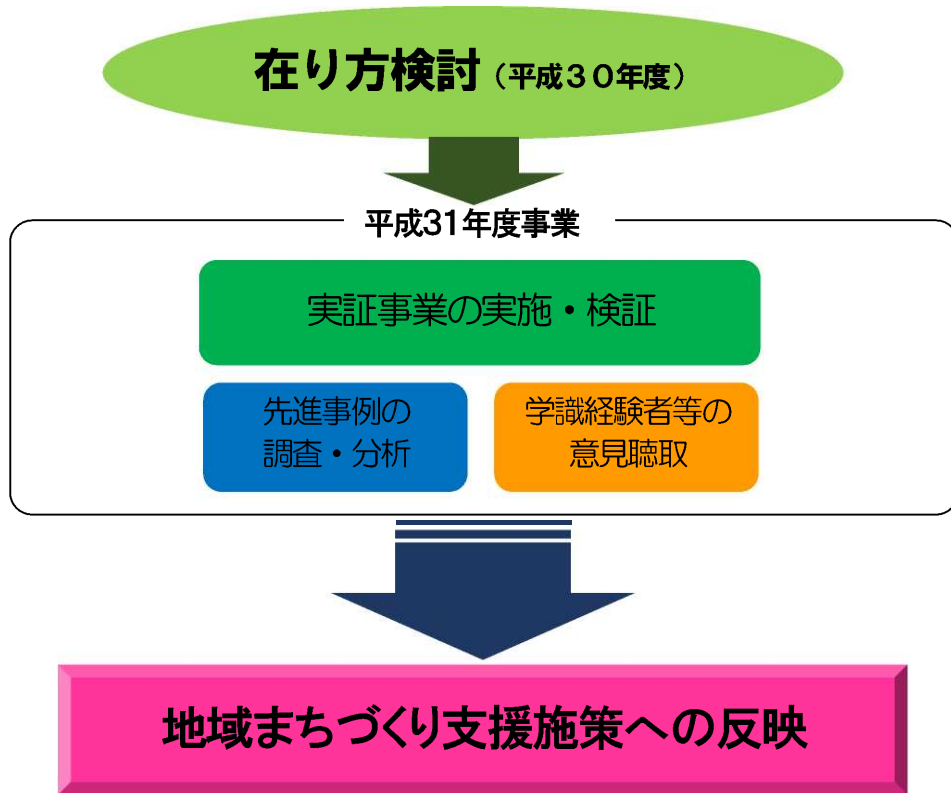 在り方検討（平成３０年度）
平成31年度事業
実証事業の実施・検証
先進事例の
調査・分析
学識経験者等の
意見聴取
地域まちづくり支援施策への反映